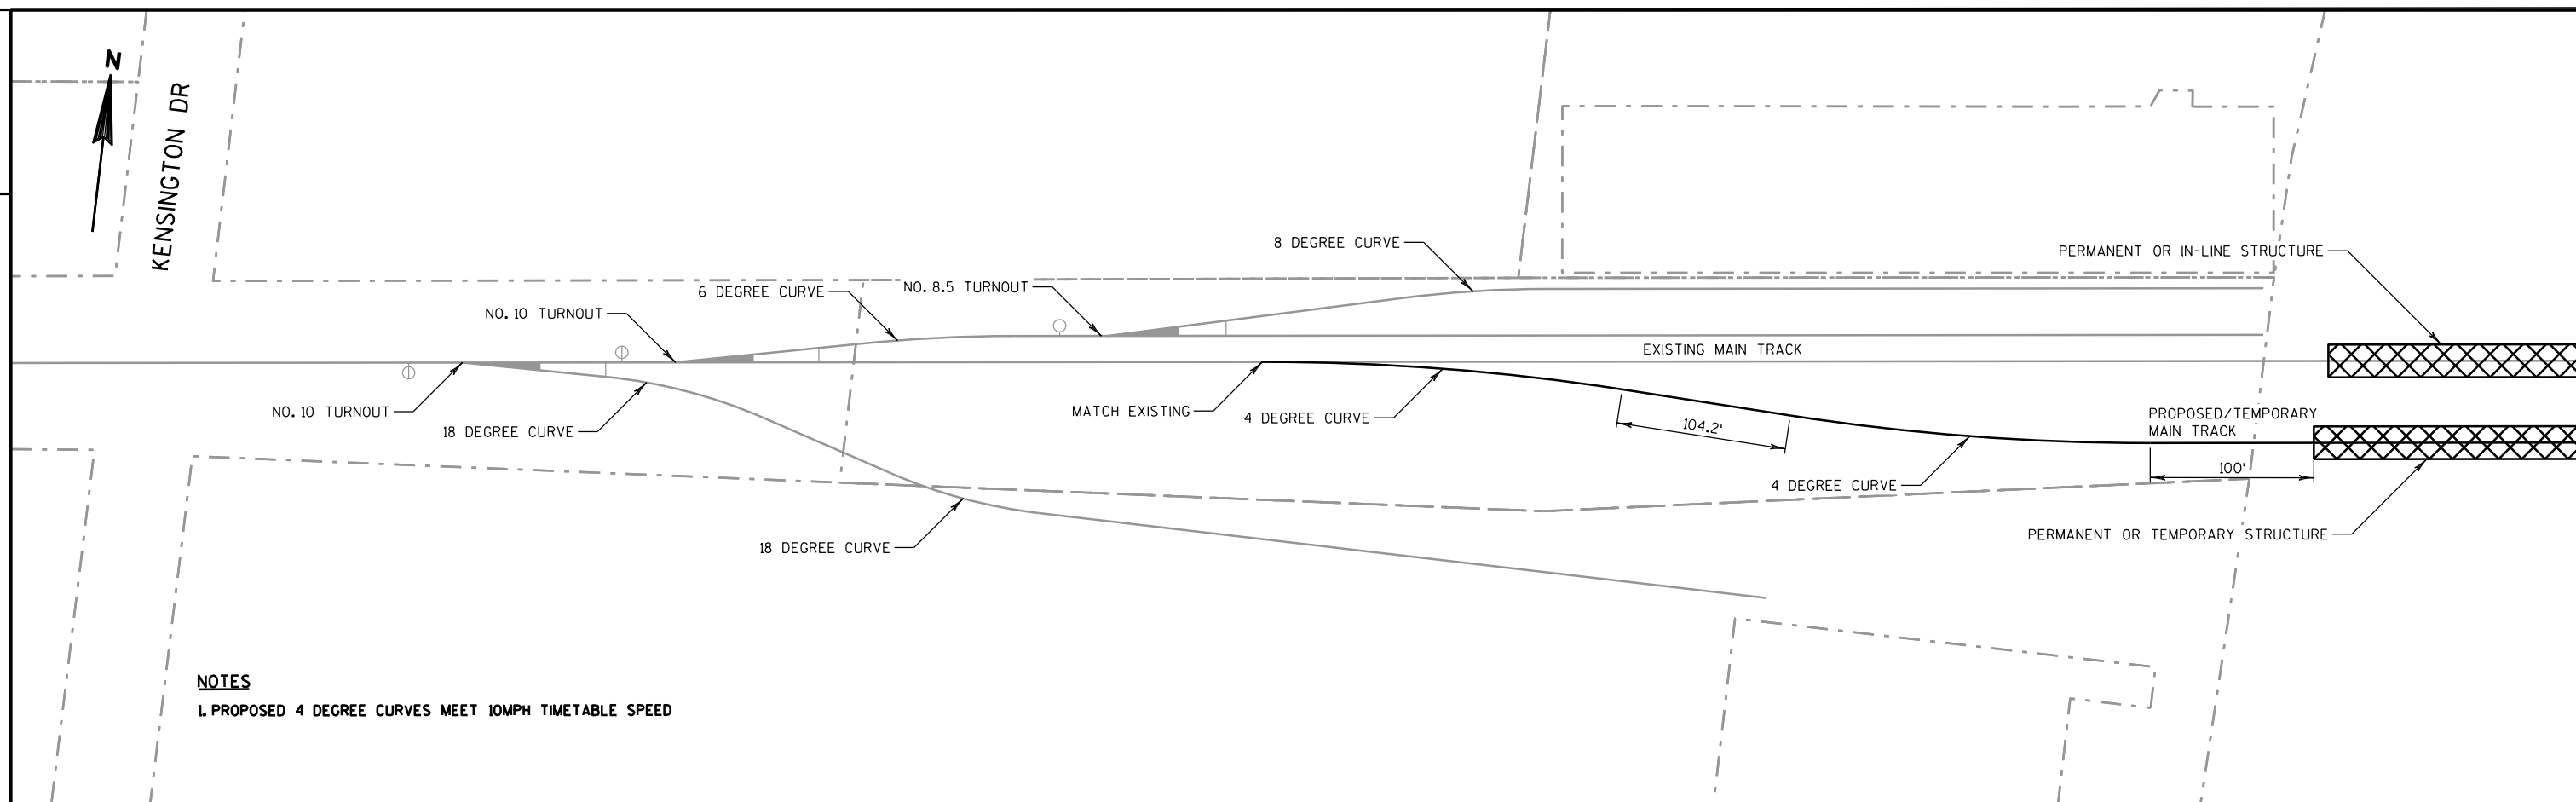 N
KENSINGTON DR
8 DEGREE CURVE
PERMANENT OR IN-LINE STRUCTURE
6 DEGREE CURVE
NO. 8.5 TURNOUT
NO. 10 TURNOUT
EXISTING MAIN TRACK
NO. 10 TURNOUT
MATCH EXISTING
4 DEGREE CURVE
18 DEGREE CURVE
104.2'
PROPOSED/TEMPORARY
MAIN TRACK
100'
4 DEGREE CURVE
18 DEGREE CURVE
PERMANENT OR TEMPORARY STRUCTURE
NOTES
1. PROPOSED 4 DEGREE CURVES MEET 10MPH TIMETABLE SPEED